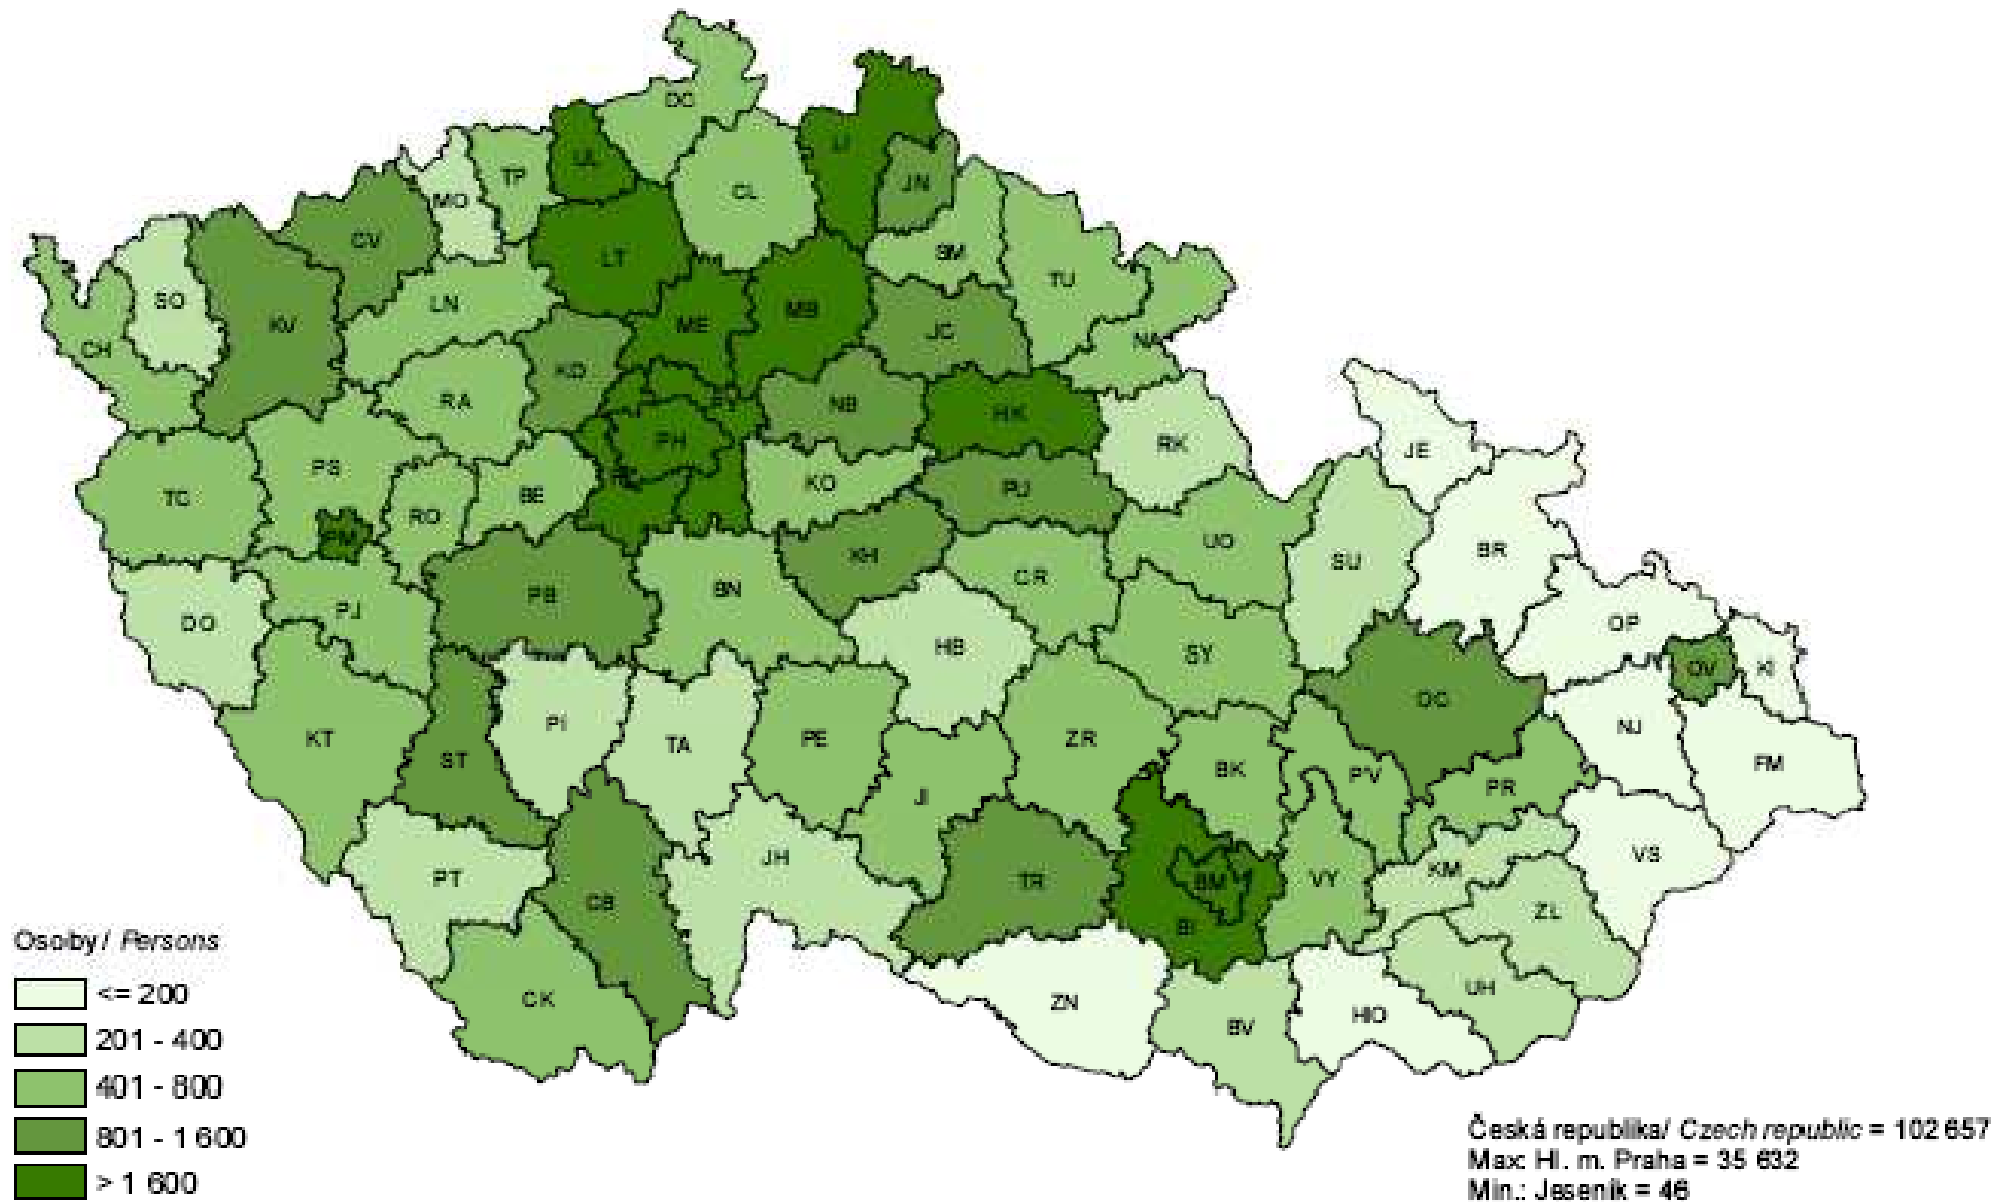 DC
LI
UL
JN
TP
MO
CL
CV
SM
LT
TU
SO
LN
KV
MB
ME
JC
NA
CH
KD
RA
NB
HK
PY
PH
RK
JE
PS
TC
KO
PU
BE
RO
PM
UO
BR
SU
KH
CR
PB
BN
PJ
DO
OP
HB
SY
OV
KI
OC
PI
NJ
KT
TA
PE
ZR
ST
BK
PV
FM
PR
JI
JH
VS
KM
PT
TR
BM
VY
CB
ZL
BI
UH
CK
ZN
HO
BV
Osoby / Persons
<= 200
201 - 400
401 - 800
801 - 1 600
> 1 600
Česká republika/ Czech republic = 102 657
Max: Hl. m. Praha = 35 632
Min.: Jeseník = 46